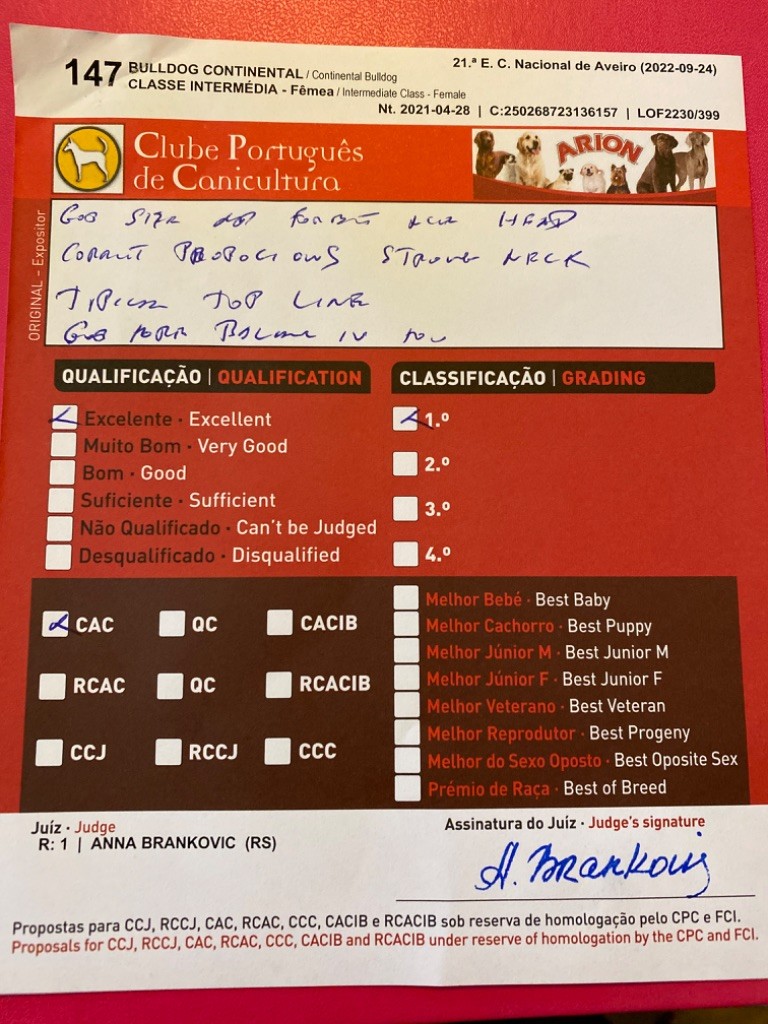 147 BULLDOG CONTINENTAL / Continental Bulldog
CLASSE INTERMÉDIA - Fêmea / Intermediate Class - Female
21.ª E. C. Nacional de Aveiro (2022-09-24)
Nt. 2021-04-28 | C:250268723136157 | LOF2230/399
Clube Português
de Canicultura
ARION
ORIGINAL – Expositor
SIZE HEAD
STRONG NECK
TOP LINE
IN
QUALIFICAÇÃO | QUALIFICATION
Excelente · Excellent
Muito Bom · Very Good
Bom · Good
Suficiente · Sufficient
Não Qualificado · Can't be Judged
Desqualificado · Disqualified
CLASSIFICAÇÃO | GRADING
1.º
2.º
3.º
4.º
CAC QC CACIB
RCAC QC RCACIB
CCJ RCCJ CCC
Melhor Bebé · Best Baby
Melhor Cachorro · Best Puppy
Melhor Júnior M · Best Junior M
Melhor Júnior F · Best Junior F
Melhor Veterano · Best Veteran
Melhor Reprodutor · Best Progeny
Melhor do Sexo Oposto · Best Oposite Sex
Prémio de Raça · Best of Breed
Juíz · Judge
R: 1 | ANNA BRANKOVIC (RS)
Assinatura do Juíz · Judge's signature
A. Brankovic
Propostas para CCJ, RCCJ, CAC, RCAC, CCC, CACIB e RCACIB sob reserva de homologação pelo CPC e FCI.
Proposals for CCJ, RCCJ, CAC, RCAC, CCC, CACIB and RCACIB under reserve of homologation by the CPC and FCI.